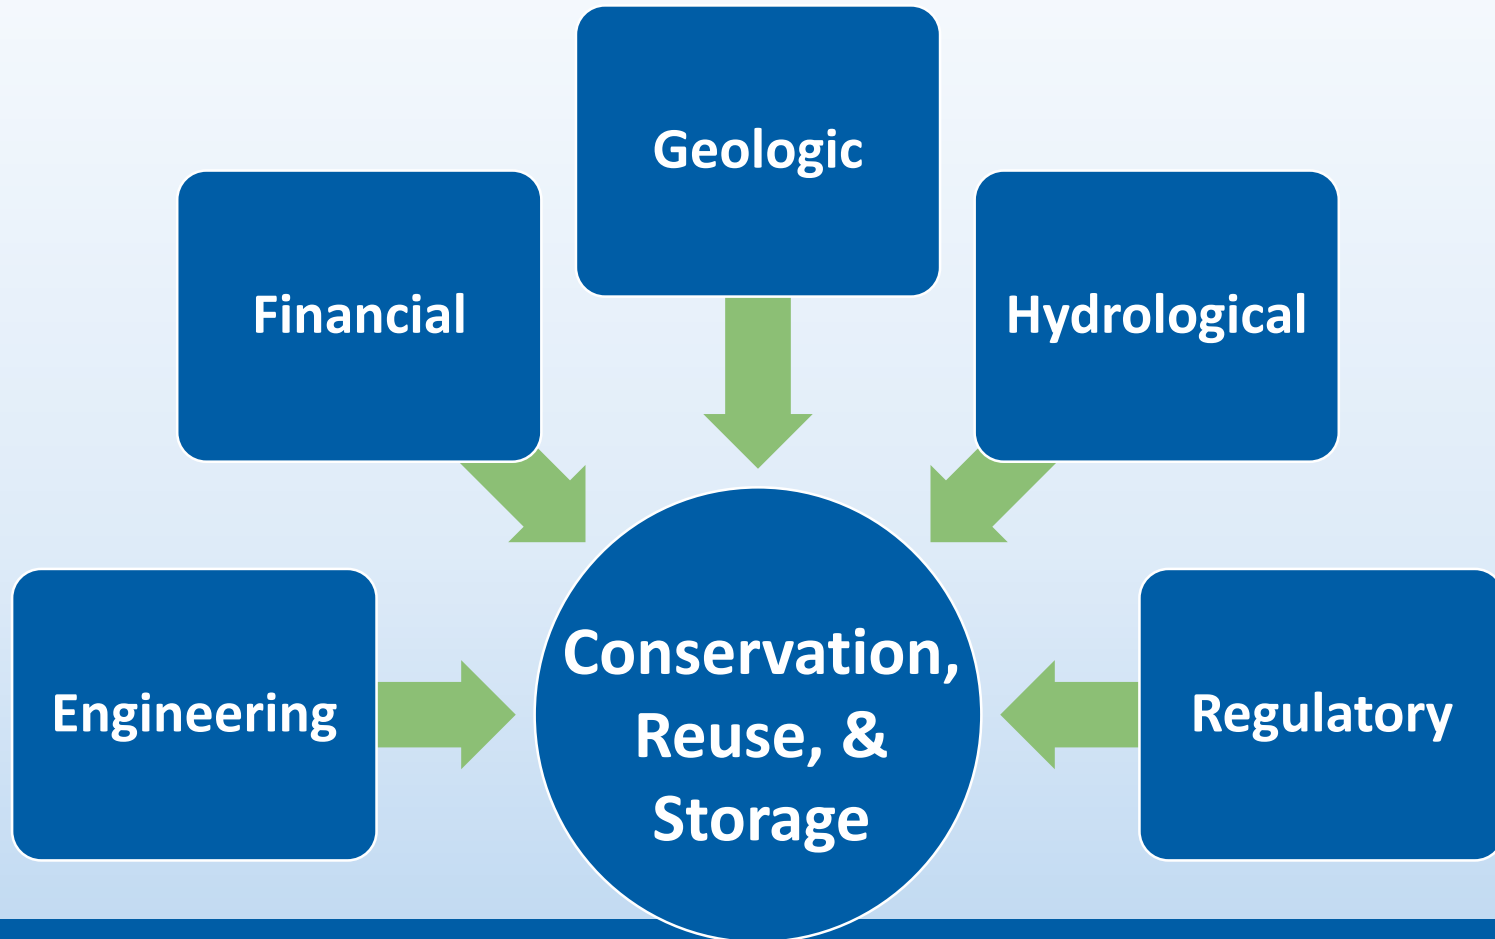 Geologic
Financial
Hydrological
Engineering
Conservation,
Reuse, &
Storage
Regulatory